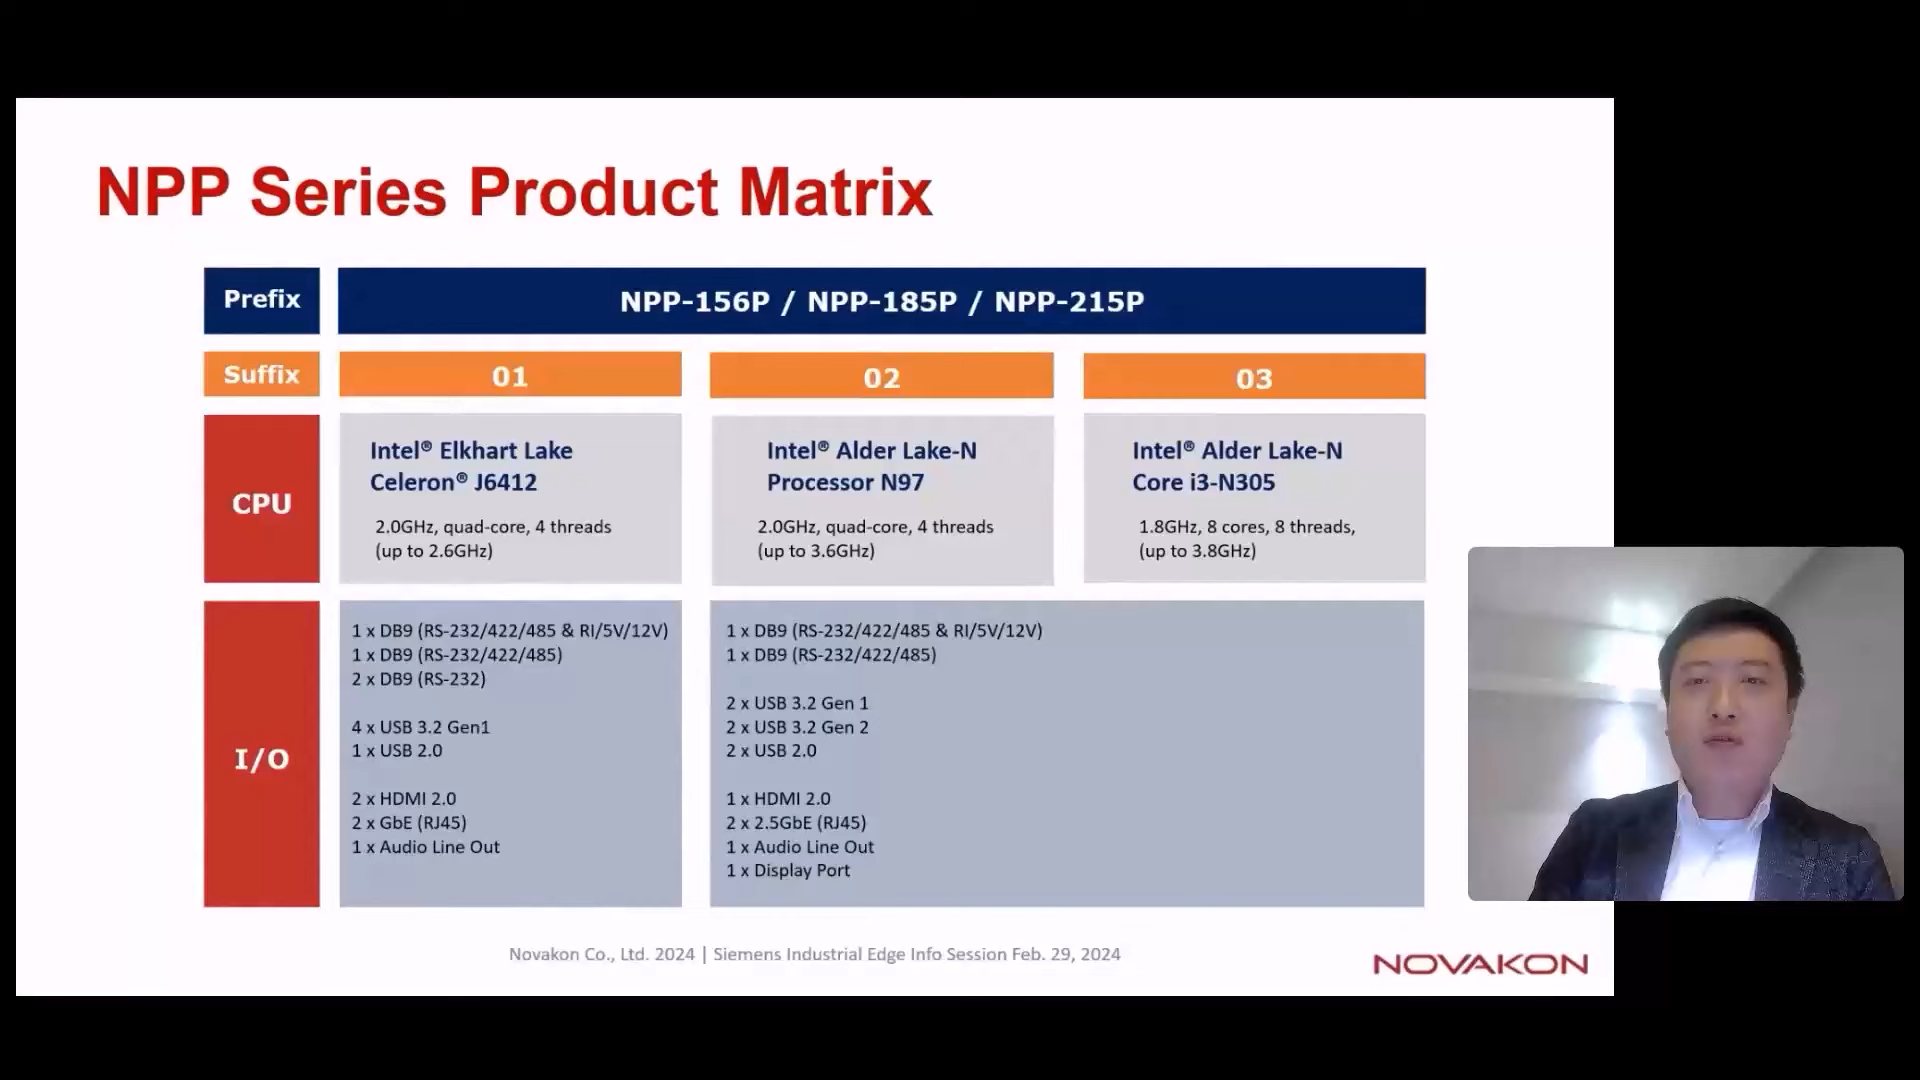 NPP Series Product Matrix
Prefix
NPP-156P / NPP-185P / NPP-215P
Suffix
01
02
03
CPU
Intel® Elkhart Lake
Celeron® J6412
2.0GHz, quad-core, 4 threads
(up to 2.6GHz)
Intel® Alder Lake-N
Processor N97
2.0GHz, quad-core, 4 threads
(up to 3.6GHz)
Intel® Alder Lake-N
Core i3-N305
1.8GHz, 8 cores, 8 threads,
(up to 3.8GHz)
I/O
1 x DB9 (RS-232/422/485 & RI/5V/12V)
1 x DB9 (RS-232/422/485)
2 x DB9 (RS-232)
4 x USB 3.2 Gen1
1 x USB 2.0
2 x HDMI 2.0
2 x GbE (RJ45)
1 x Audio Line Out
1 x DB9 (RS-232/422/485 & RI/5V/12V)
1 x DB9 (RS-232/422/485)
2 x USB 3.2 Gen 1
2 x USB 3.2 Gen 2
2 x USB 2.0
1 x HDMI 2.0
2 x 2.5GbE (RJ45)
1 x Audio Line Out
1 x Display Port
Novakon Co., Ltd. 2024 | Siemens Industrial Edge Info Session Feb. 29, 2024
NOVAKON